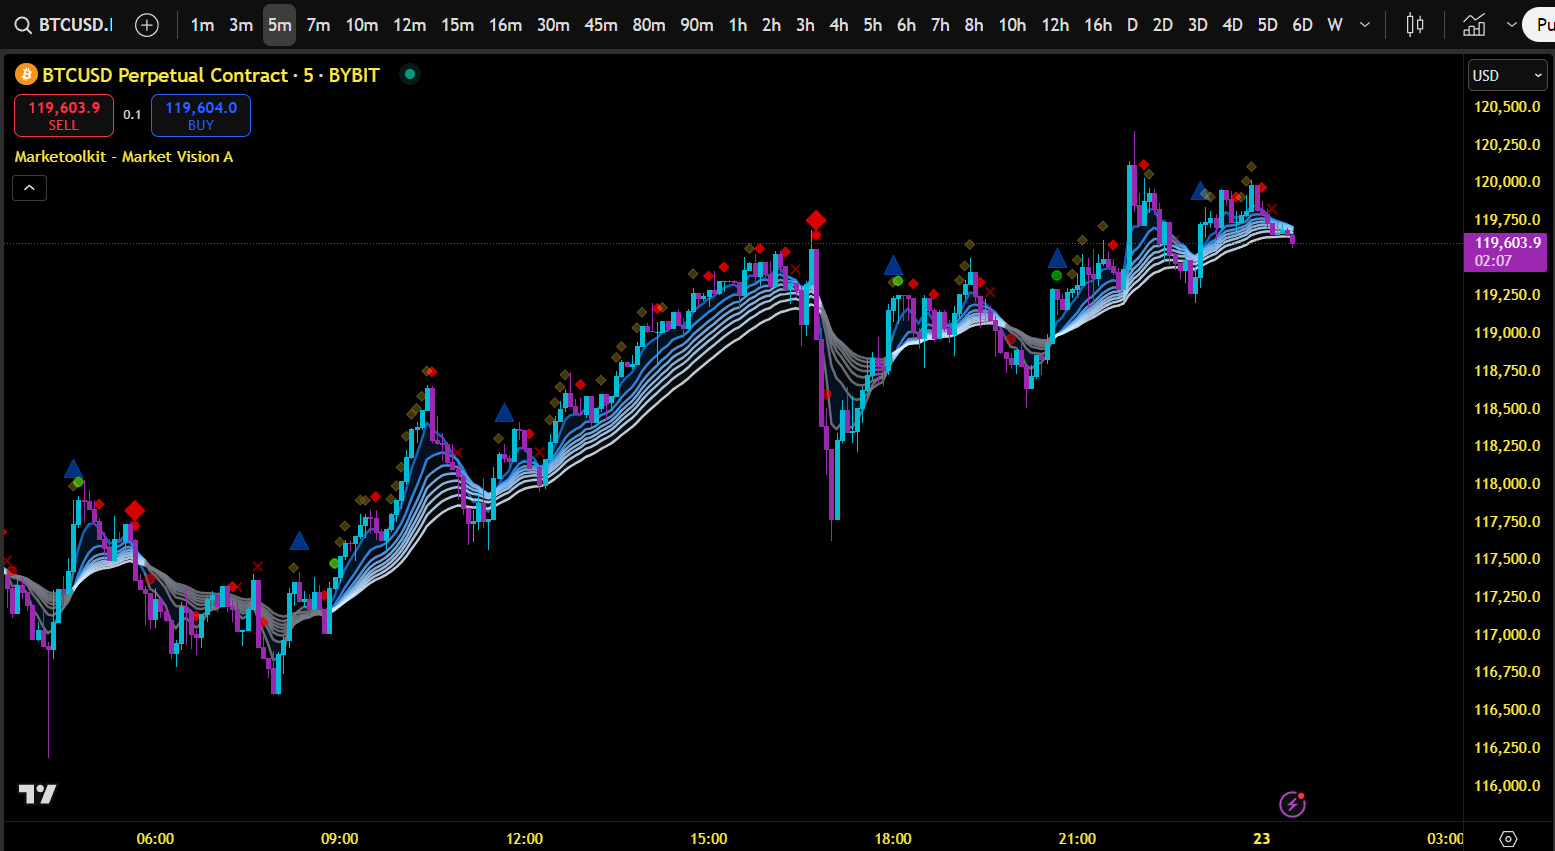 BTCUSD.
1m 3m 5m 7m 10m 12m 15m 16m 30m 45m 80m 90m 1h 2h 3h 4h 5h 6h 7h 8h 10h 12h 16h D 2D 3D 4D 5D 6D W
Pu
BTCUSD Perpetual Contract · 5 · BYBIT
USD
119,603.9
SELL
0.1
119,604.0
BUY
Marketoolkit - Market Vision A
120,500.0
120,250.0
120,000.0
119,750.0
119,603.9
02:07
119,250.0
119,000.0
118,750.0
118,500.0
118,250.0
118,000.0
117,750.0
117,500.0
117,250.0
117,000.0
116,750.0
116,500.0
116,250.0
116,000.0
06:00 09:00 12:00 15:00 18:00 21:00 23 03:00